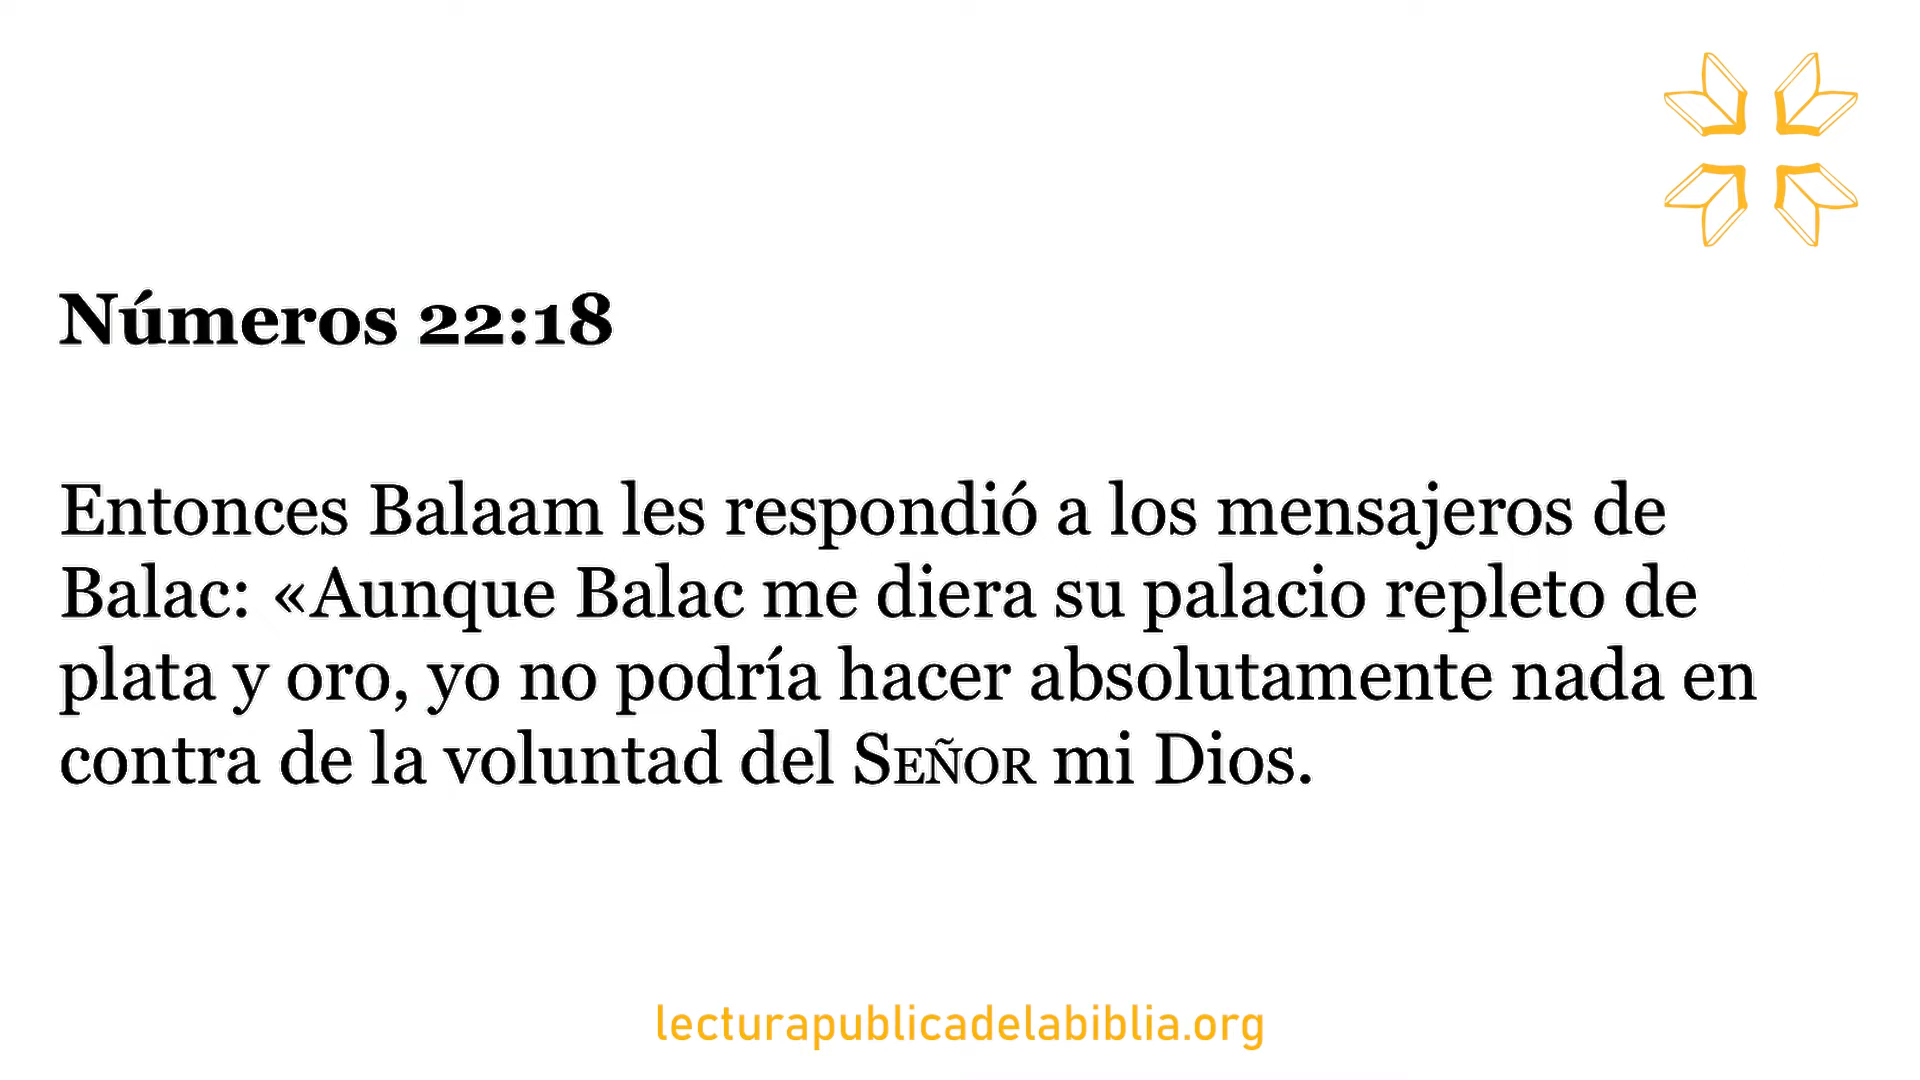 Números 22:18
Entonces Balaam les respondió a los mensajeros de
Balac: «Aunque Balac me diera su palacio repleto de
plata y oro, yo no podría hacer absolutamente nada en
contra de la voluntad del SEÑOR mi Dios.
lecturapublicadelabiblia.org